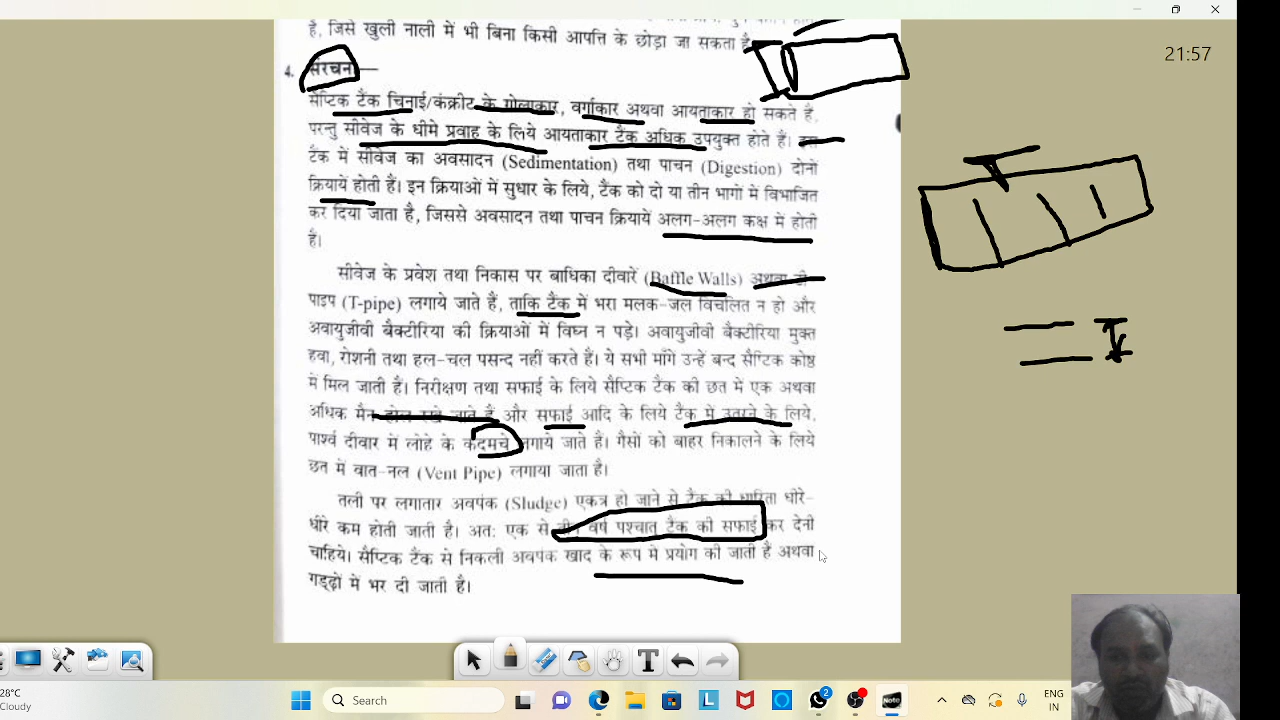 है, जिसे खुली नाली में भी बिना किसी आपत्ति के छोड़ा जा सकता है
21:57
4. संरचना—
सैप्टिक टैंक चिनाई/कंक्रीट के गोलाकार, वर्गाकार अथवा आयताकार हो सकते हैं,
परन्तु सीवेज के धीमे प्रवाह के लिये आयताकार टैंक अधिक उपयुक्त होते हैं। इस
टैंक में सीवेज का अवसादन (Sedimentation) तथा पाचन (Digestion) दोनों
क्रियायें होती हैं। इन क्रियाओं में सुधार के लिये, टैंक को दो या तीन भागों में विभाजित
कर दिया जाता है, जिससे अवसादन तथा पाचन क्रियायें अलग-अलग कक्ष में होती
हैं।
सीवेज के प्रवेश तथा निकास पर बाधिका दीवारें (Baffle Walls) अथवा टी
पाइप (T-pipe) लगाये जाते हैं, ताकि टैंक में भरा मलक-जल विचलित न हो और
अवायुजीवी बैक्टीरिया की क्रियाओं में विघ्न न पड़े। अवायुजीवी बैक्टीरिया मुक्त
हवा, रोशनी तथा हल-चल पसन्द नहीं करते हैं। ये सभी माँगे उन्हें बन्द सैप्टिक कोष्ठ
में मिल जाती हैं। निरीक्षण तथा सफाई के लिये सैप्टिक टैंक की छत में एक अथवा
अधिक मैन होल रखे जाते हैं और सफाई आदि के लिये टैंक में उतरने के लिये,
पार्श्व दीवार में लोहे के कदमचे लगाये जाते हैं। गैसों को बाहर निकालने के लिये
छत में वात-नल (Vent Pipe) लगाया जाता है।
तली पर लगातार अवपंक (Sludge) एकत्र हो जाने से टैंक की धारिता धीरे-
धीरे कम होती जाती है। अत: एक से तीन वर्ष पश्चात् टैंक की सफाई कर देनी
चाहिये। सैप्टिक टैंक से निकली अवपंक खाद के रूप में प्रयोग की जाती है अथवा
गड्ढों में भर दी जाती है।
T
28°C
Cloudy
Search
2
Note
ENG
IN